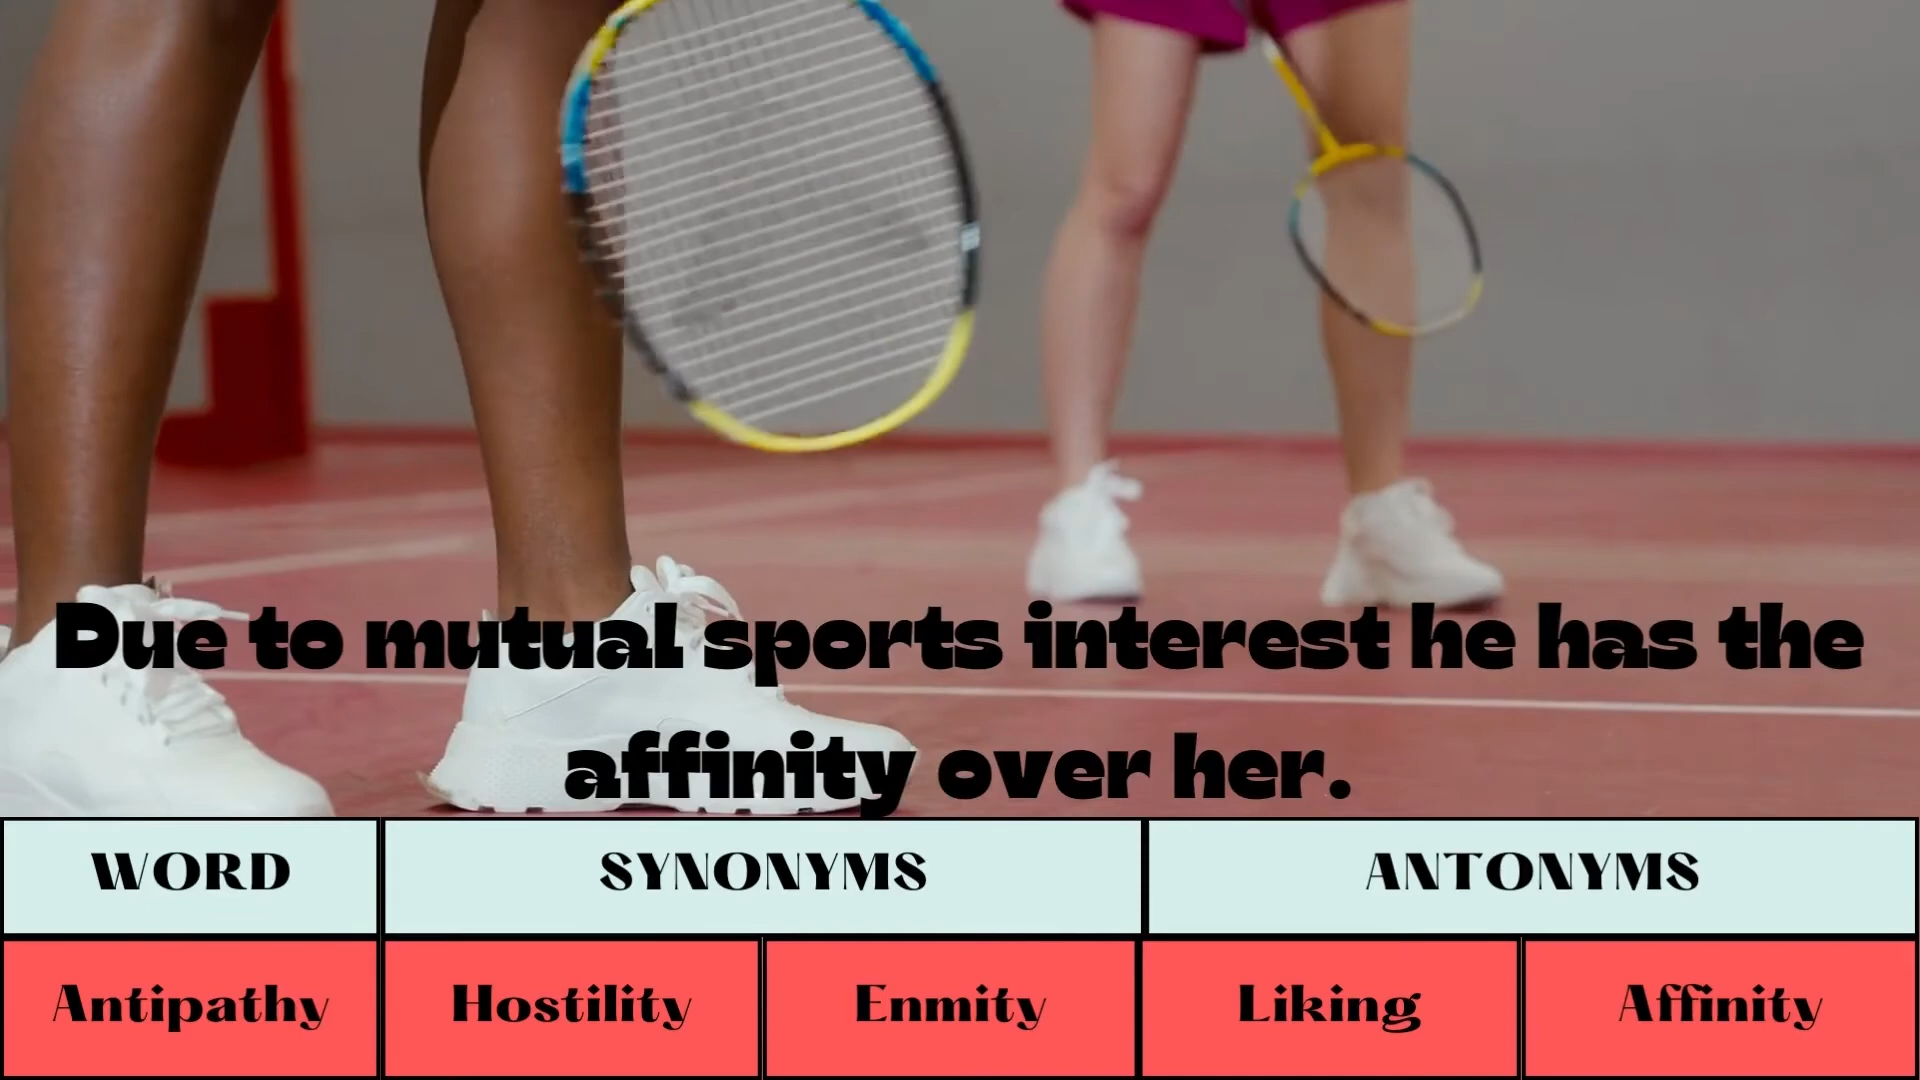 Due to mutual sports interest he has the
affinity over her.
WORD SYNONYMS ANTONYMS
Antipathy Hostility Enmity Liking Affinity